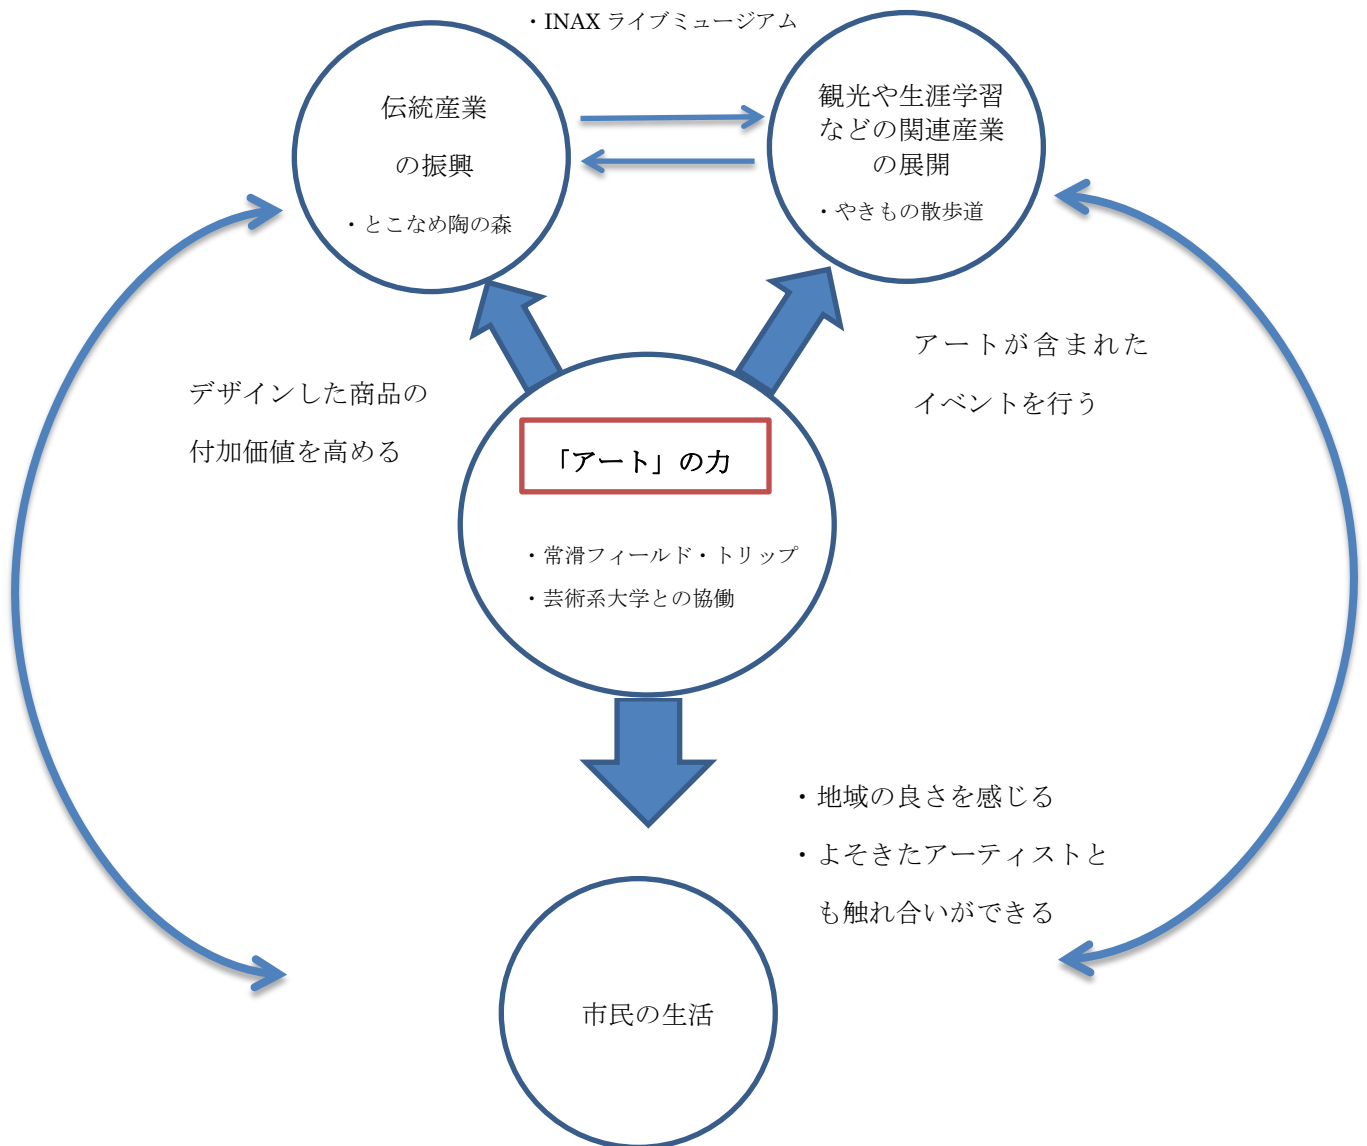 ・INAX ライブミュージアム
伝統産業
の振興
・とこなめ陶の森
観光や生涯学習
などの関連産業
の展開
・やきもの散歩道
デザインした商品の
付加価値を高める
アートが含まれた
イベントを行う
「アート」の力
・常滑フィールド・トリップ
・芸術系大学との協働
・地域の良さを感じる
・よそきたアーティストと
も触れ合いができる
市民の生活